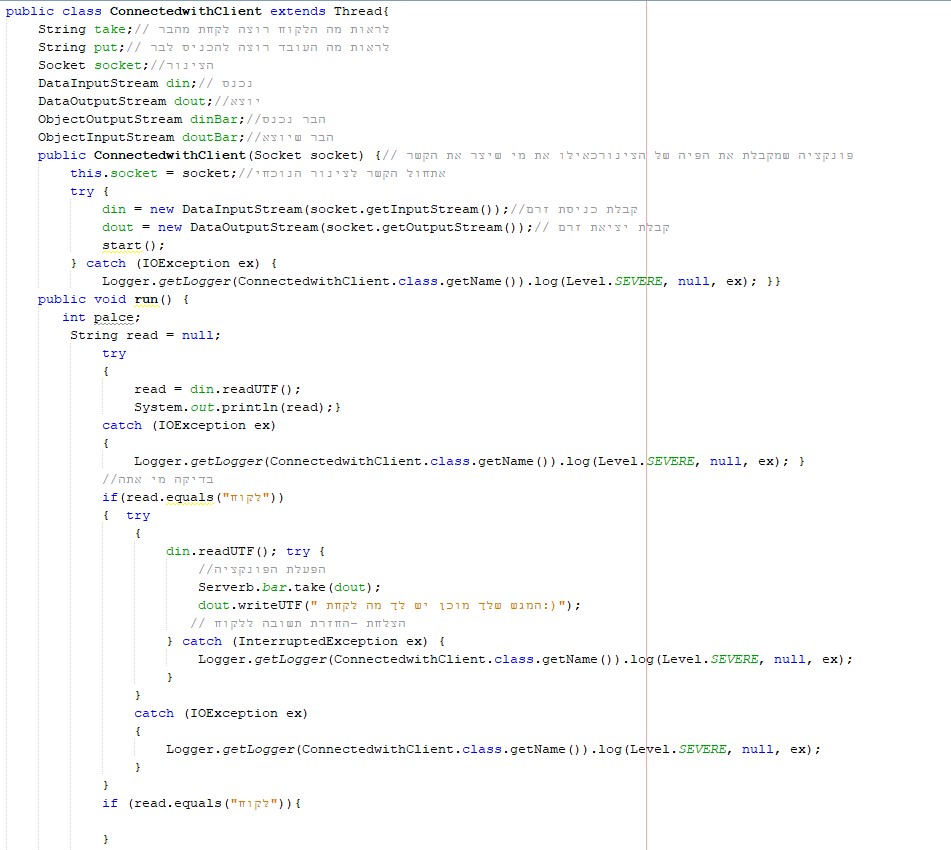 public class ConnectedwithClient extends Thread{
String take;// לראות מה הלקוח רוצה לקחת מהבר
String put;// לראות מה העובד רוצה להכניס לבר
Socket socket;//הצינור
DataInputStream din;// נכנס
DataOutputStream dout;//יוצא
ObjectOutputStream dinBar;//הבר נכנס
ObjectInputStream doutBar;//הבר שיוצא
public ConnectedwithClient(Socket socket) {// פונקציה שמקבלת את הפיה של הצינורכאילו את מי שיצר את הקשר
this.socket = socket;//אתחול הקשר לצינור הנוכחי
try {
din = new DataInputStream(socket.getInputStream());//קבלת כניסת זרם
dout = new DataOutputStream(socket.getOutputStream());// קבלת יציאת זרם
start();
} catch (IOException ex) {
Logger.getLogger(ConnectedwithClient.class.getName()).log(Level.SEVERE, null, ex); }}
public void run() {
int palce;
String read = null;
try
{
read = din.readUTF();
System.out.println(read);}
catch (IOException ex)
{
Logger.getLogger(ConnectedwithClient.class.getName()).log(Level.SEVERE, null, ex); }
//בדיקה מי אתה
if(read.equals("לקוח"))
{ try
{
din.readUTF(); try {
//הפעלת הפונקציה
Serverb.bar.take(dout);
dout.writeUTF(" המגש שלך מוכן יש לך מה לקחת:)");
// הצלחת -החזרת תשובה ללקוח
} catch (InterruptedException ex) {
Logger.getLogger(ConnectedwithClient.class.getName()).log(Level.SEVERE, null, ex);
}
}
catch (IOException ex)
{
Logger.getLogger(ConnectedwithClient.class.getName()).log(Level.SEVERE, null, ex);
}
}
if (read.equals("לקוח")){
}